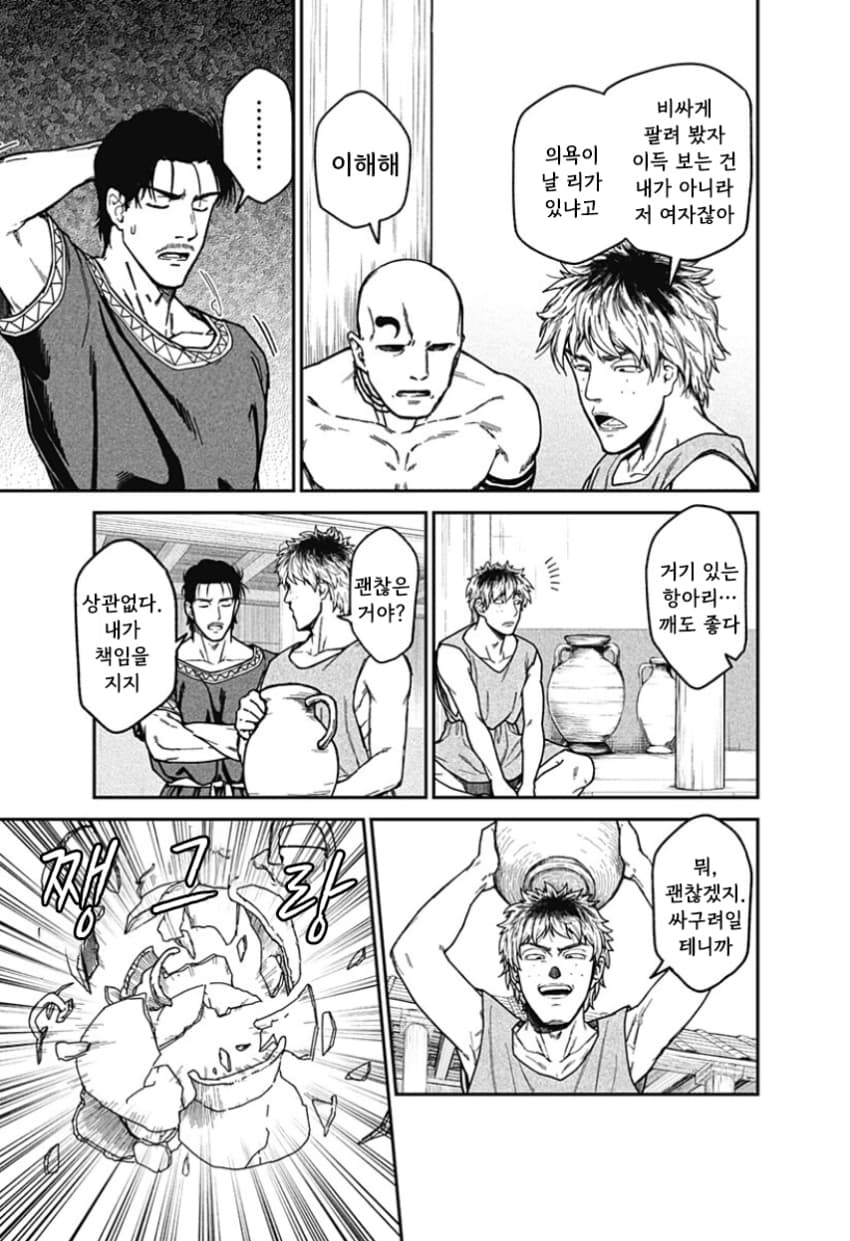 비싸게
팔려 봤자
이득 보는 건
내가 아니라
저 여자잖아
의욕이
날 리가
있냐고
이해해
………
거기 있는
항아리…
깨도 좋다
괜찮은
거야?
상관없다.
내가
책임을
지지
뭐,
괜찮겠지.
싸구려일
테니까
쨍그랑